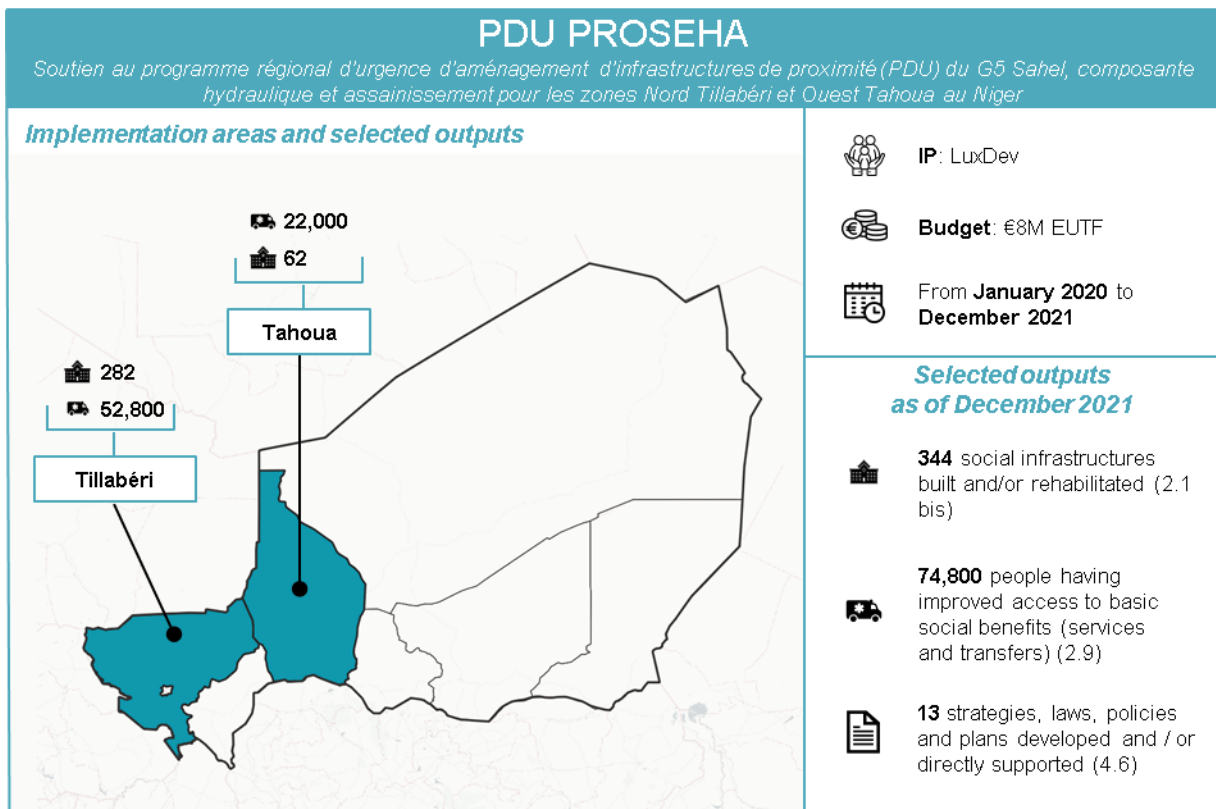 PDU PROSEHA
Soutien au programme régional d'urgence d'aménagement d'infrastructures de proximité (PDU) du G5 Sahel, composante
hydraulique et assainissement pour les zones Nord Tillabéri et Ouest Tahoua au Niger
Implementation areas and selected outputs
22,000
62
Tahoua
282
52,800
Tillabéri
IP: LuxDev
Budget: €8M EUTF
From January 2020 to
December 2021
Selected outputs
as of December 2021
344 social infrastructures
built and/or rehabilitated (2.1
bis)
74,800 people having
improved access to basic
social benefits (services
and transfers) (2.9)
13 strategies, laws, policies
and plans developed and / or
directly supported (4.6)